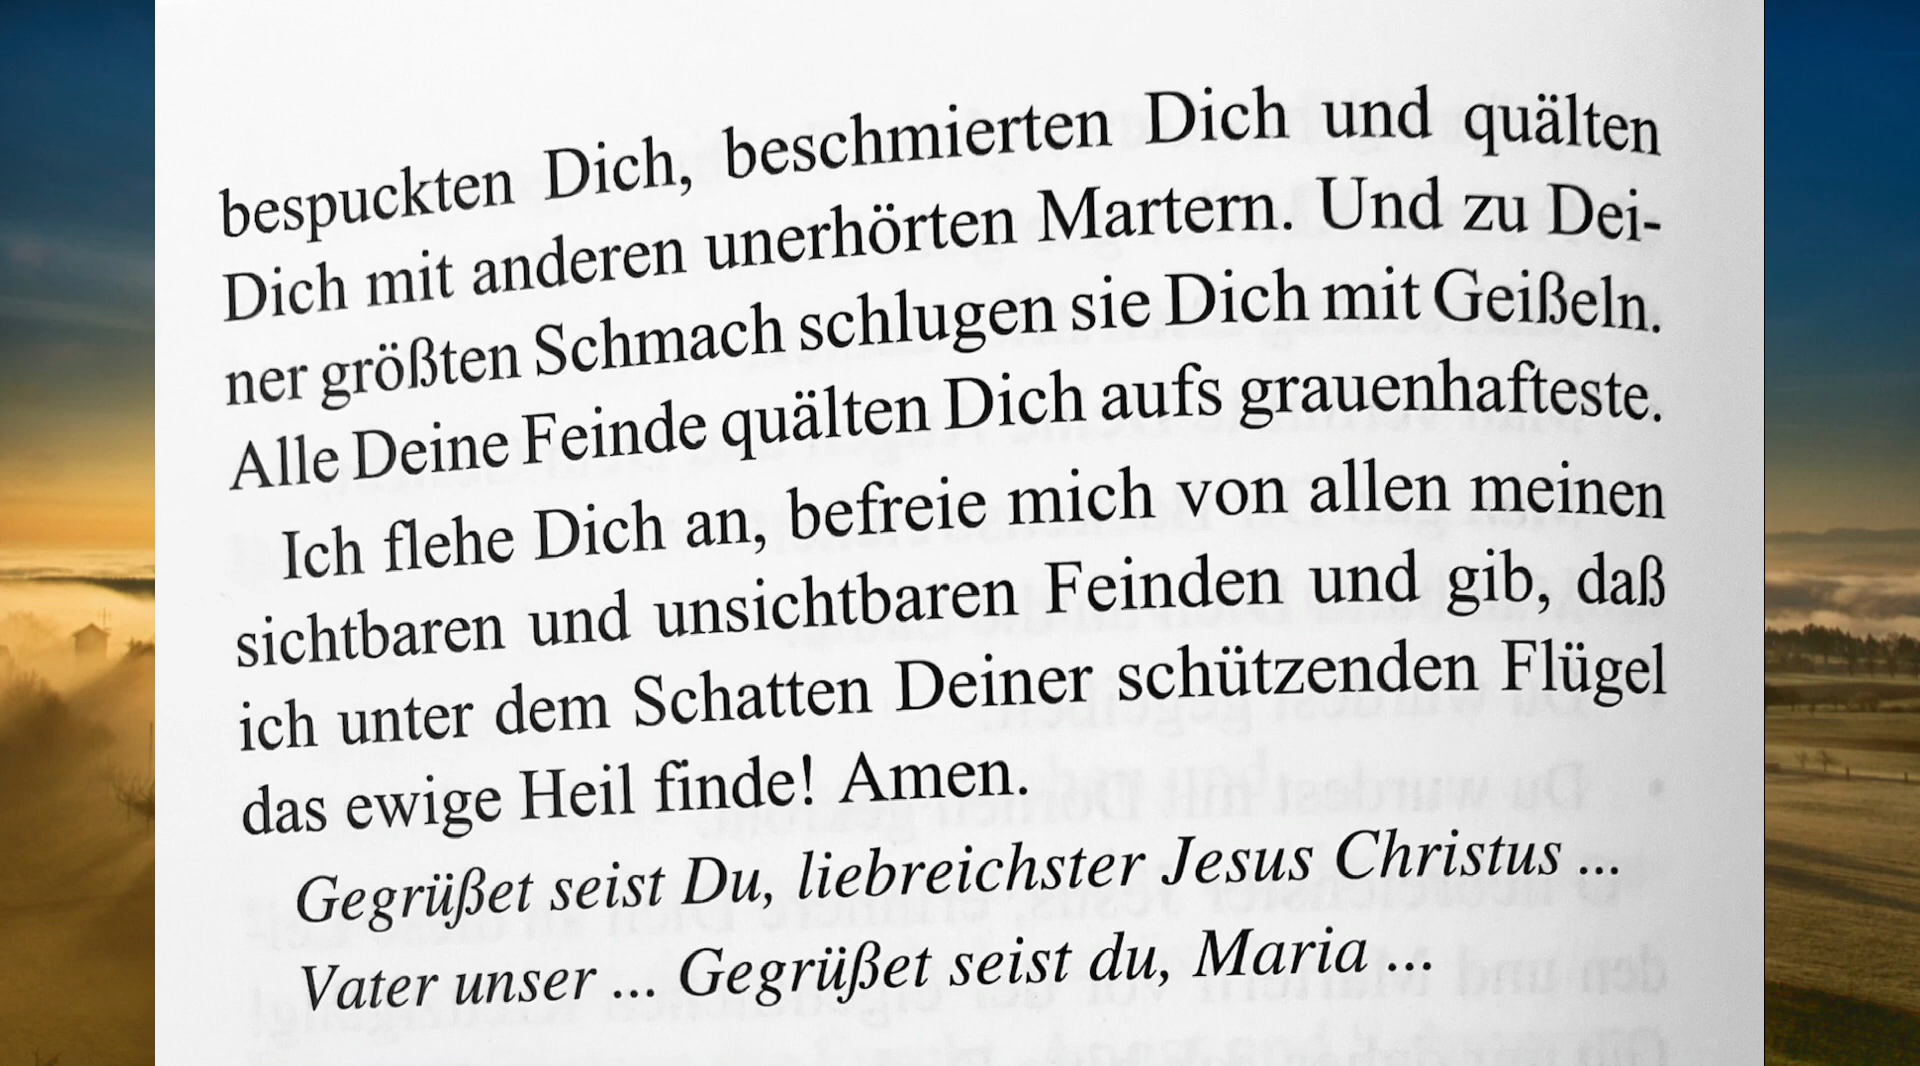 bespuckten Dich, beschmierten Dich und quälten
Dich mit anderen unerhörten Martern. Und zu Dei-
ner größten Schmach schlugen sie Dich mit Geißeln.
Alle Deine Feinde quälten Dich aufs grauenhafteste.
Ich flehe Dich an, befreie mich von allen meinen
sichtbaren und unsichtbaren Feinden und gib, daß
ich unter dem Schatten Deiner schützenden Flügel
das ewige Heil finde! Amen.
Gegrüßet seist Du, liebreichster Jesus Christus ...
Vater unser ... Gegrüßet seist du, Maria ...